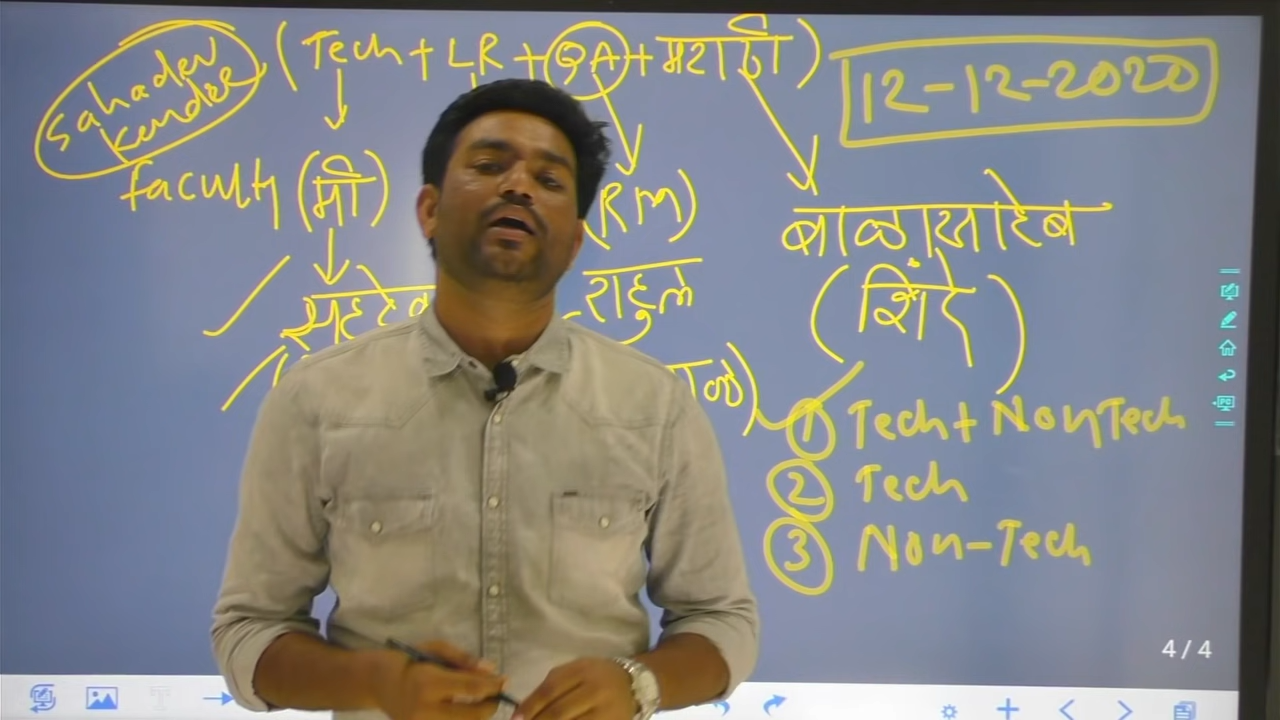 Sahadev
Kendre
(Tech + LR + QA + मराठी)
12-12-2020
faculty (मी)
(RM)
बाळासाहेब
राहुल
(शिंदे)
1 Tech + NonTech
2 Tech
3 Non-Tech
4 / 4